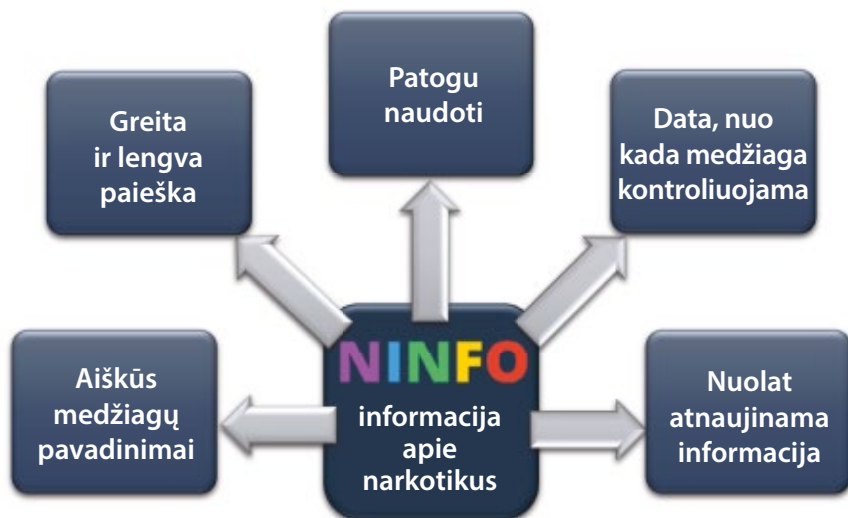 Patogu
naudoti
Greita
ir lengva
paieška
Data, nuo
kada medžiaga
kontroliuojama
NINFO
informacija
apie
narkotikus
Aiškūs
medžiagų
pavadinimai
Nuolat
atnaujinama
informacija